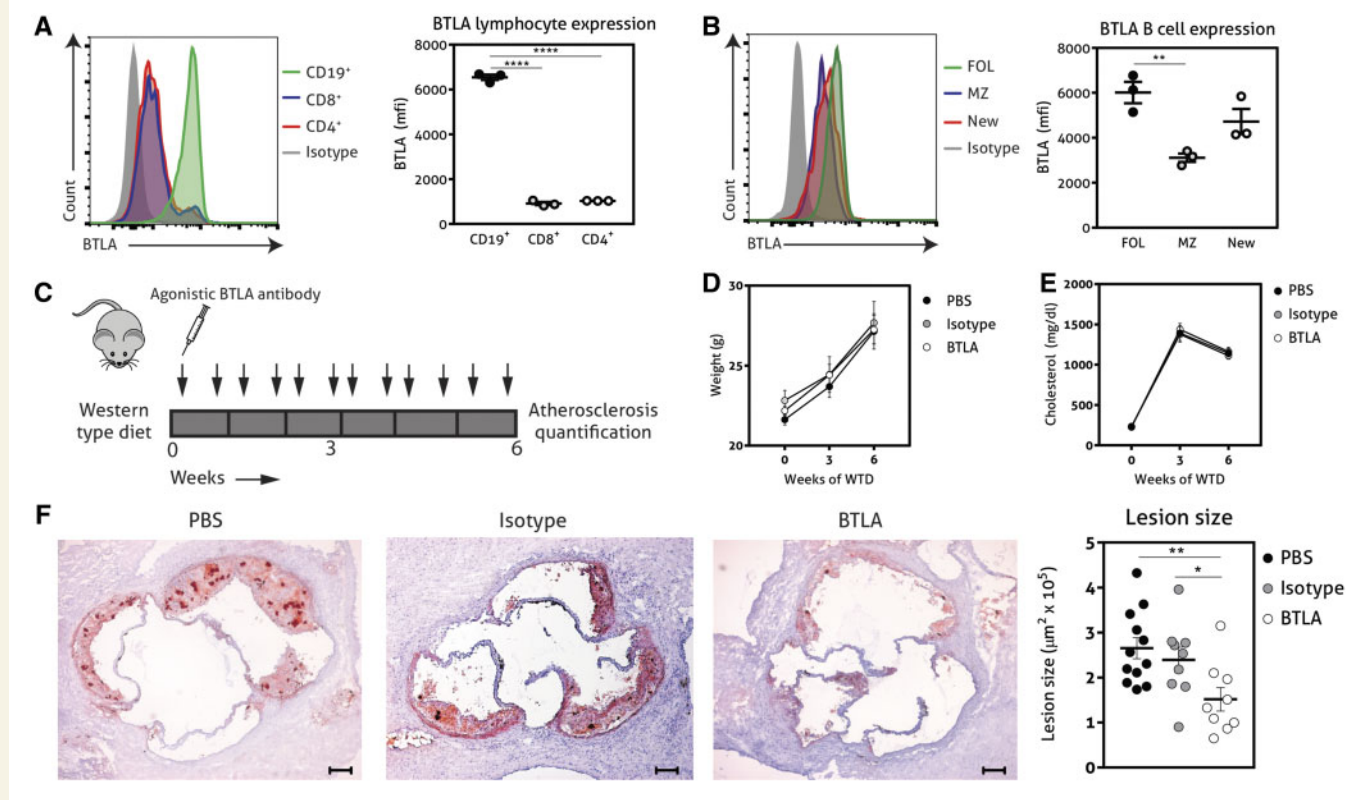 A
CD19⁺
CD8⁺
CD4⁺
Isotype
Count
BTLA
BTLA lymphocyte expression
8000
6000
4000
2000
0
BTLA (mfi)
****
****
CD19⁺ CD8⁺ CD4⁺
B
FOL
MZ
New
Isotype
Count
BTLA
BTLA B cell expression
8000
6000
4000
2000
0
BTLA (mfi)
**
FOL MZ New
C
Agonistic BTLA antibody
Western
type diet
Atherosclerosis
quantification
0 3 6
Weeks
D
30
25
20
Weight (g)
0 3 6
Weeks of WTD
PBS
Isotype
BTLA
E
2000
1500
1000
500
0
Cholesterol (mg/dl)
0 3 6
Weeks of WTD
PBS
Isotype
BTLA
F
PBS
Isotype
BTLA
Lesion size
5
4
3
2
1
0
Lesion size (μm² x 10⁵)
**
*
PBS
Isotype
BTLA